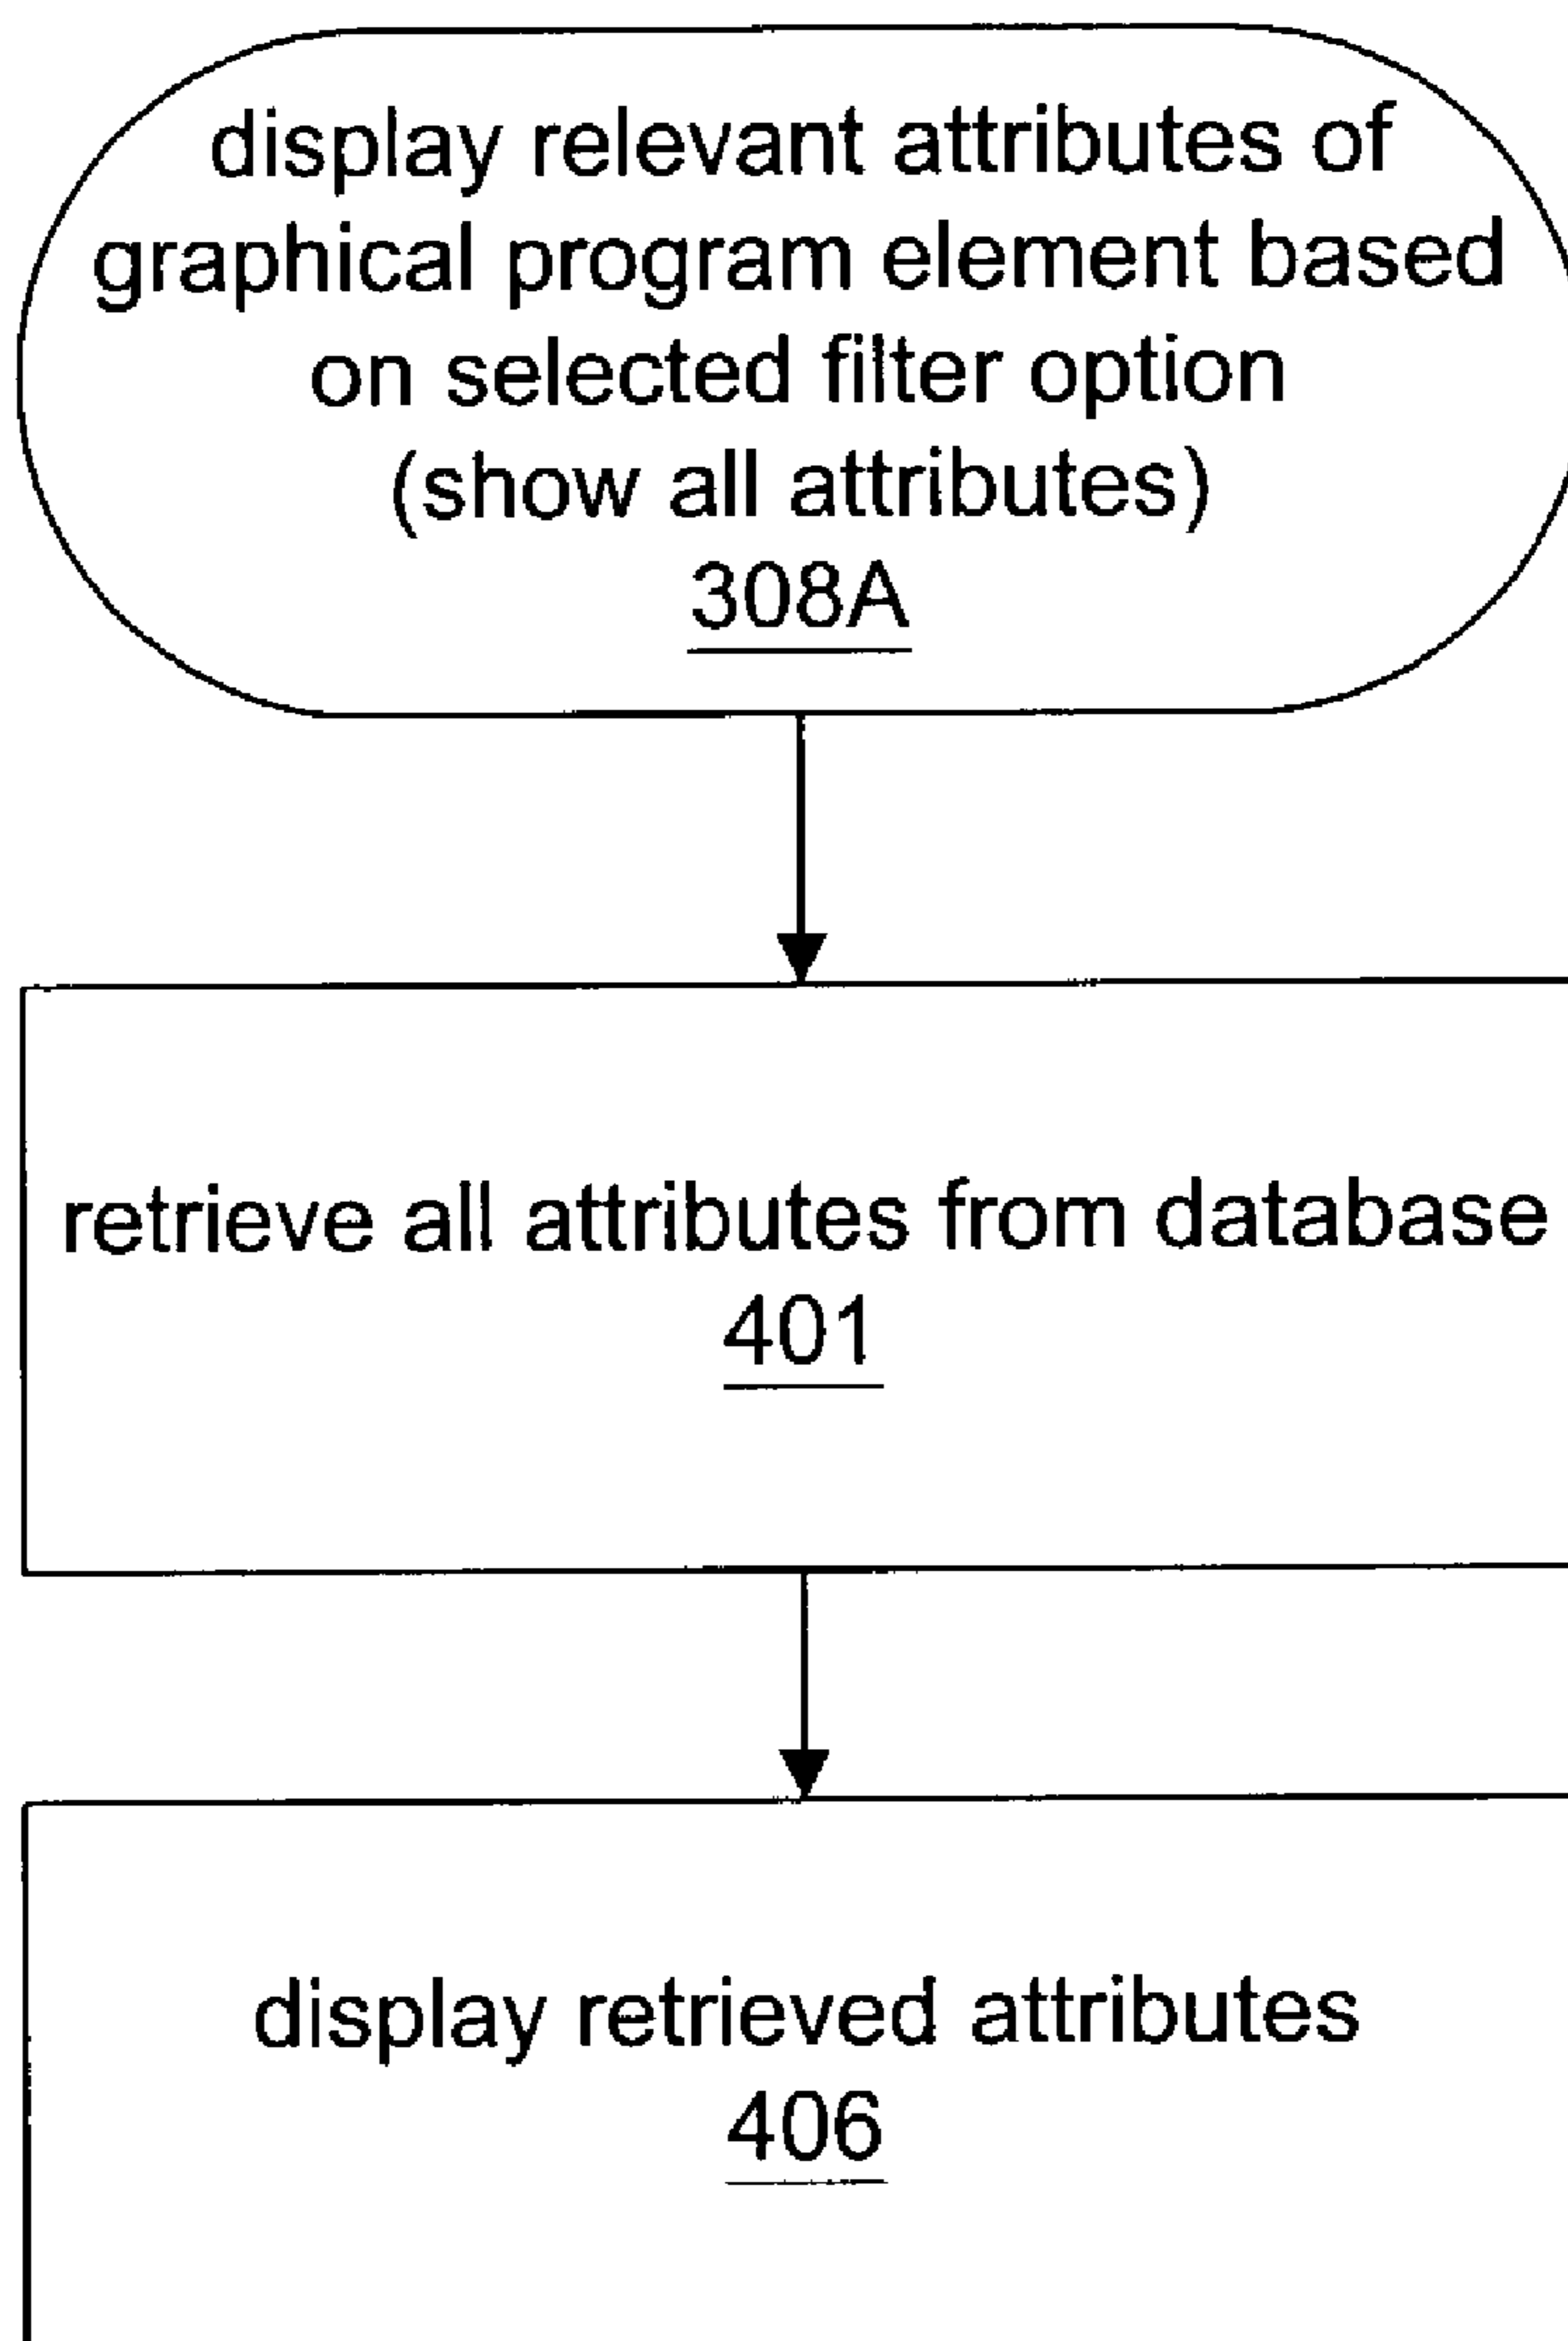 display relevant attributes of
graphical program element based
on selected filter option
(show all attributes)
308A
retrieve all attributes from database
401
display retrieved attributes
406